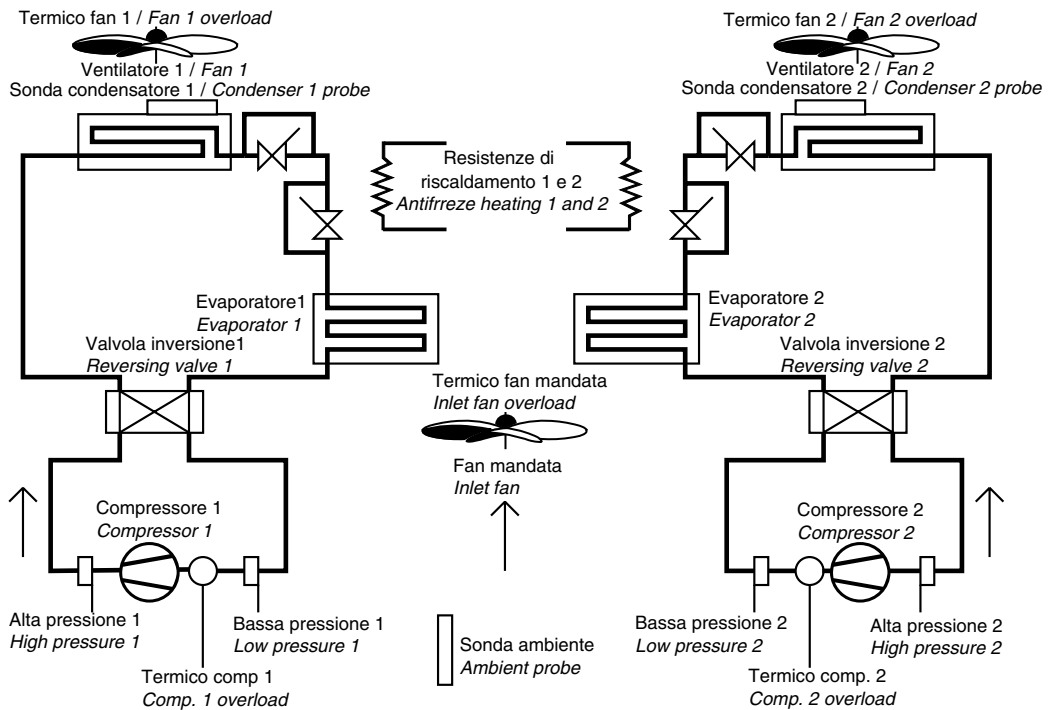 Termico fan 1 / Fan 1 overload
Ventilatore 1 / Fan 1
Sonda condensatore 1 / Condenser 1 probe
Termico fan 2 / Fan 2 overload
Ventilatore 2 / Fan 2
Sonda condensatore 2 / Condenser 2 probe
Resistenze di
riscaldamento 1 e 2
Antifrreze heating 1 and 2
Evaporatore1
Evaporator 1
Evaporatore 2
Evaporator 2
Valvola inversione1
Reversing valve 1
Valvola inversione 2
Reversing valve 2
Termico fan mandata
Inlet fan overload
Fan mandata
Inlet fan
Compressore 1
Compressor 1
Compressore 2
Compressor 2
Alta pressione 1
High pressure 1
Bassa pressione 1
Low pressure 1
Termico comp 1
Comp. 1 overload
Sonda ambiente
Ambient probe
Bassa pressione 2
Low pressure 2
Alta pressione 2
High pressure 2
Termico comp. 2
Comp. 2 overload